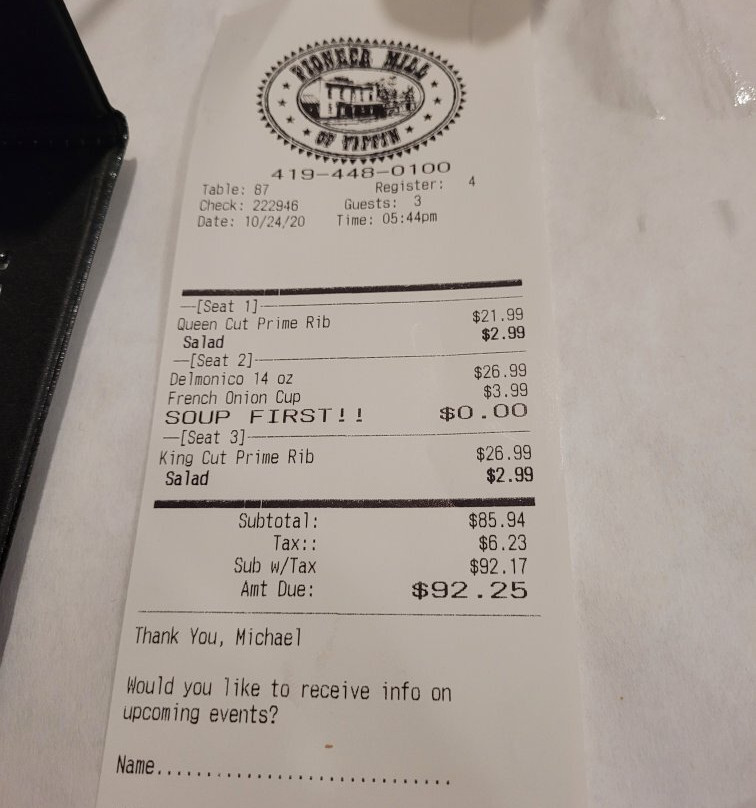 PIONEER MILL
OF TIFFIN
419-448-0100
Table: 87 Register: 4
Check: 222946 Guests: 3
Date: 10/24/20 Time: 05:44pm
—[Seat 1]—
Queen Cut Prime Rib $21.99
Salad $2.99
—[Seat 2]—
Delmonico 14 oz $26.99
French Onion Cup $3.99
SOUP FIRST!! $0.00
—[Seat 3]—
King Cut Prime Rib $26.99
Salad $2.99
Subtotal: $85.94
Tax:: $6.23
Sub w/Tax $92.17
Amt Due: $92.25
Thank You, Michael
Would you like to receive info on
upcoming events?
Name..............................